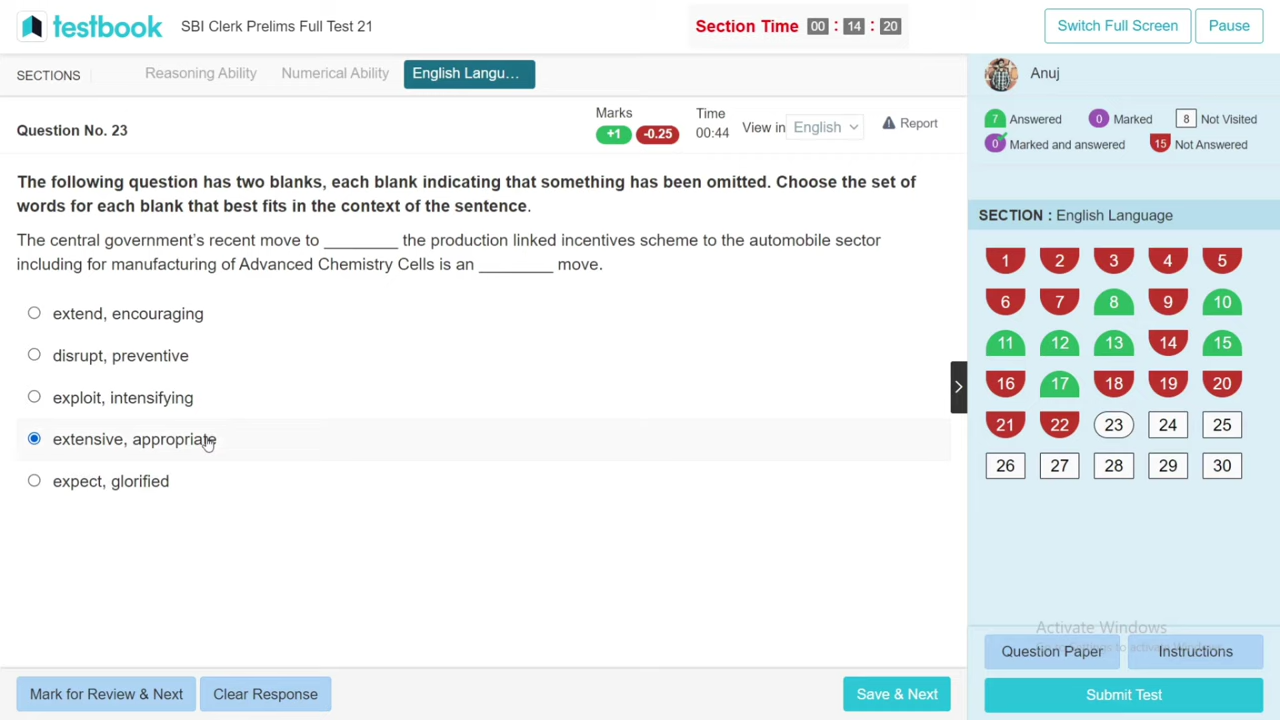 testbook
SBI Clerk Prelims Full Test 21
Section Time 00 : 14 : 20
Switch Full Screen
Pause
SECTIONS
Reasoning Ability
Numerical Ability
English Langu...
Anuj
Question No. 23
Marks
+1 -0.25
Time
00:44
View in English
Report
7 Answered
0 Marked
8 Not Visited
0 Marked and answered
15 Not Answered
The following question has two blanks, each blank indicating that something has been omitted. Choose the set of
words for each blank that best fits in the context of the sentence.
The central government's recent move to ________ the production linked incentives scheme to the automobile sector
including for manufacturing of Advanced Chemistry Cells is an ________ move.
extend, encouraging
disrupt, preventive
exploit, intensifying
extensive, appropriate
expect, glorified
SECTION : English Language
1 2 3 4 5
6 7 8 9 10
11 12 13 14 15
16 17 18 19 20
21 22 23 24 25
26 27 28 29 30
Activate Windows
Question Paper
Instructions
Mark for Review & Next
Clear Response
Save & Next
Submit Test